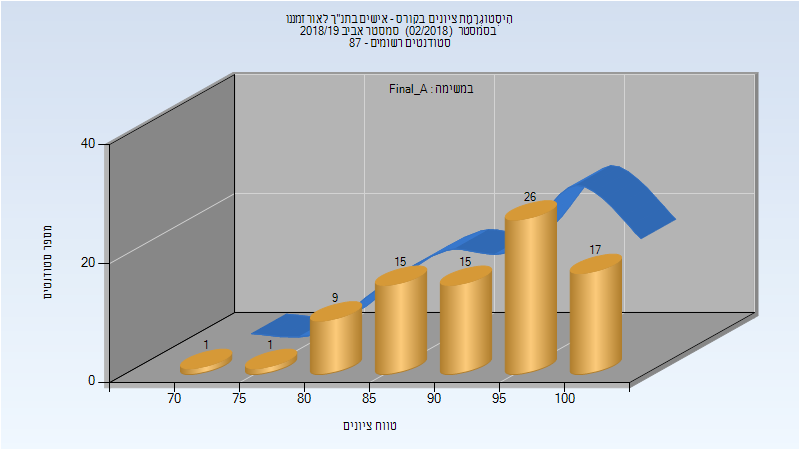 היסטוגרמת ציונים בקורס - אישים בתנ"ך לאור זמננו
בסמסטר (02/2018) סמסטר אביב 2018/19
סטודנטים רשומים - 87
במשימה : Final_A
מספר סטודנטים
40
20
0
1
1
9
15
15
26
17
70
75
80
85
90
95
100
טווח ציונים